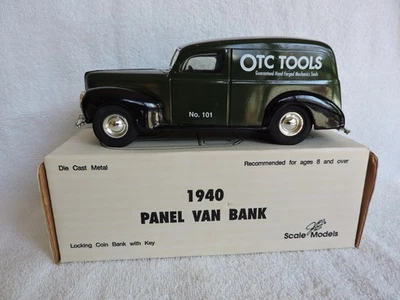 OTC TOOLS
Guaranteed Hand Forged Mechanics Tools
No. 101
Die Cast Metal
Recommended for ages 8 and over
1940
PANEL VAN BANK
Locking Coin Bank with Key
Scale Models